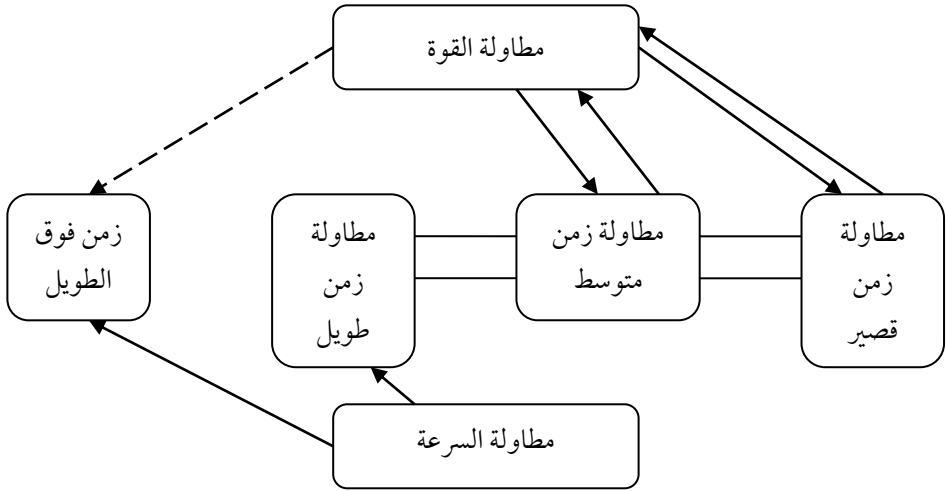 مطاولة القوة
مطاولة
زمن
قصير
مطاولة زمن
متوسط
مطاولة
زمن
طويل
زمن فوق
الطويل
مطاولة السرعة